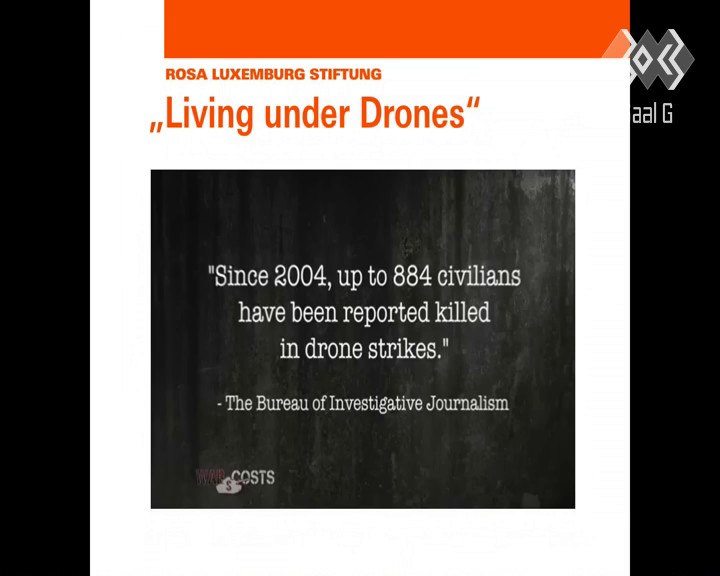 ROSA LUXEMBURG STIFTUNG
„Living under Drones“
aal G
"Since 2004, up to 884 civilians
have been reported killed
in drone strikes."
- The Bureau of Investigative Journalism
WAR COSTS
$